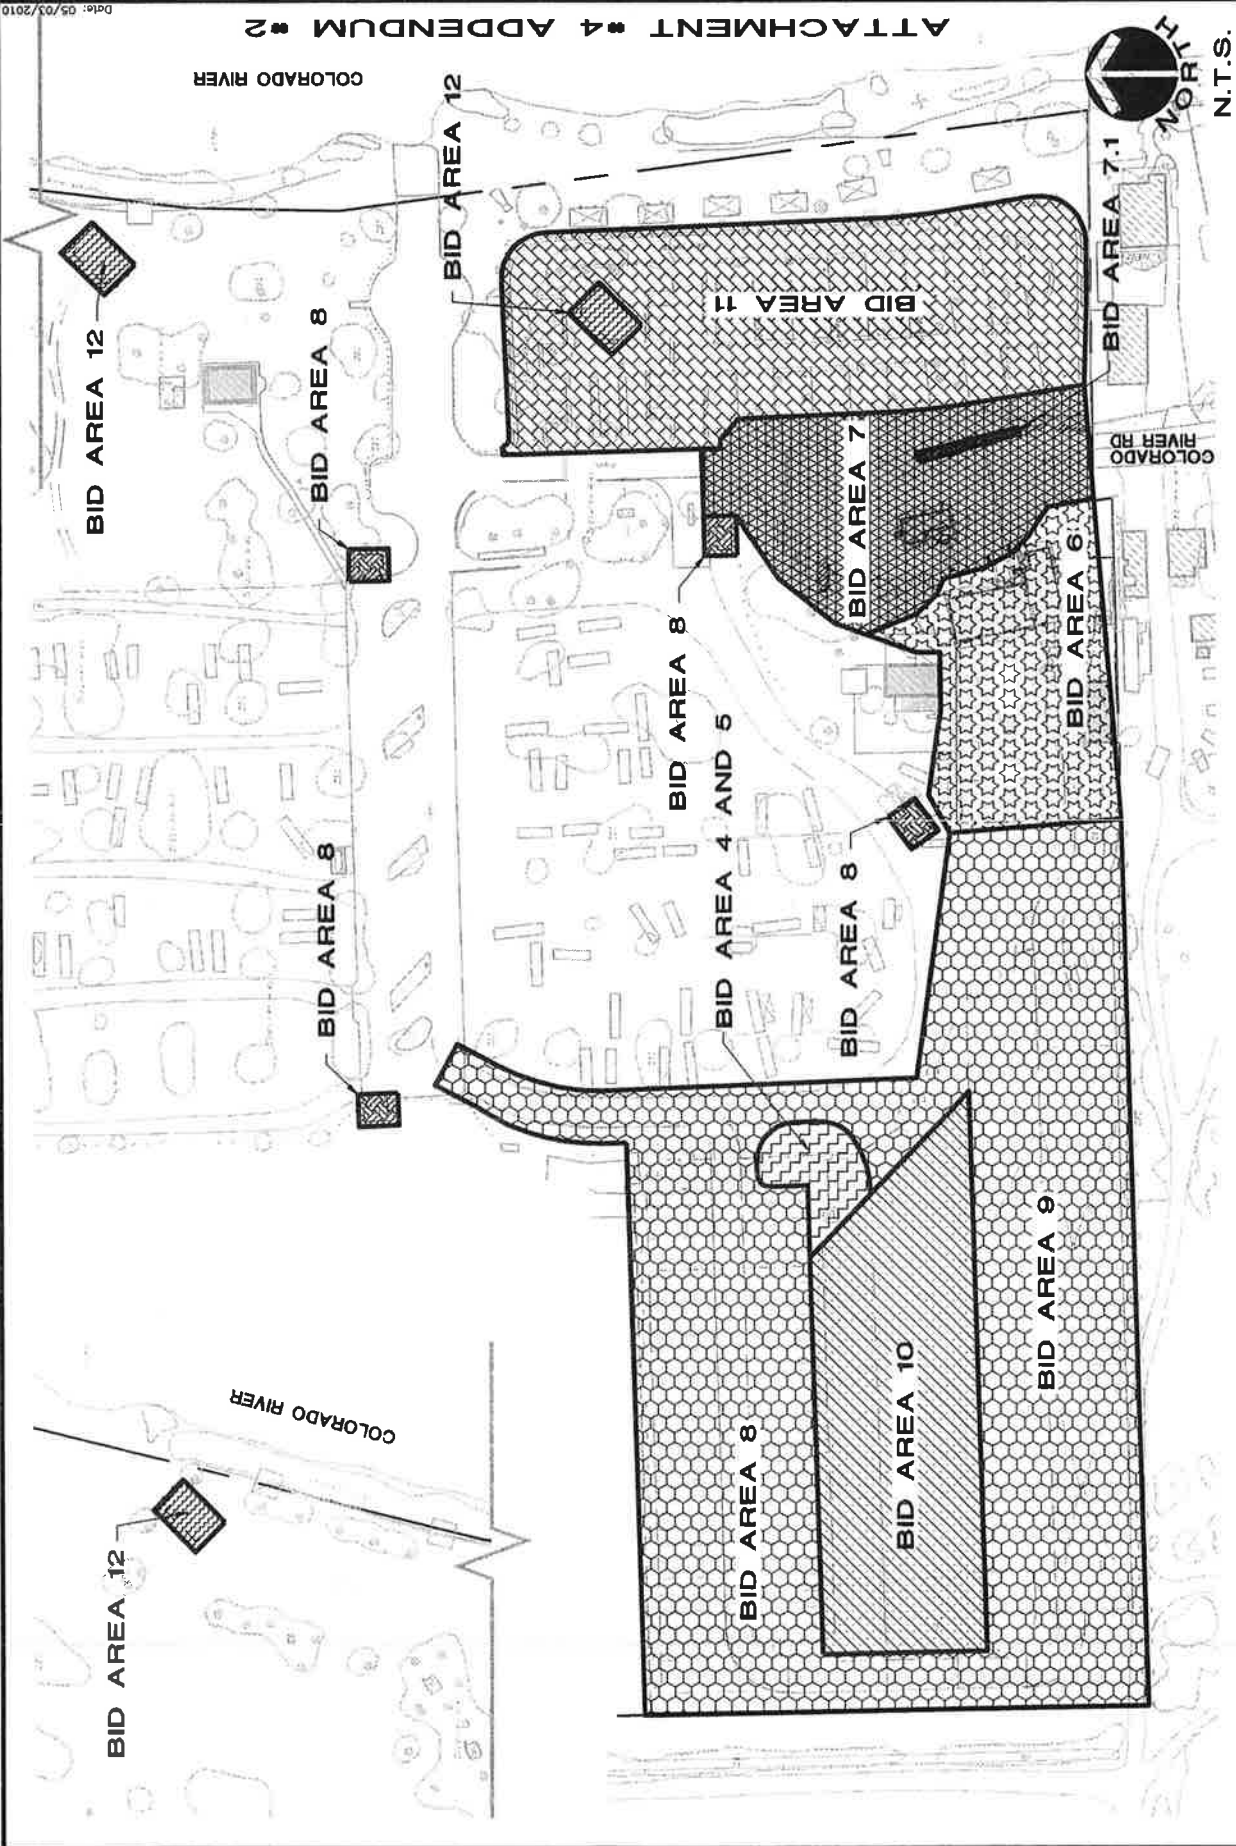 Date: 05/03/2010
ATTACHMENT #4 ADDENDUM #2
COLORADO RIVER
NORTH
N.T.S.
BID AREA 12
BID AREA 12
BID AREA 8
BID AREA 11
BID AREA 7.1
COLORADO
RIVER RD
BID AREA 7
BID AREA 6
BID AREA 8
BID AREA 4 AND 5
BID AREA 8
BID AREA 8
BID AREA 9
BID AREA 10
BID AREA 8
COLORADO RIVER
BID AREA 12